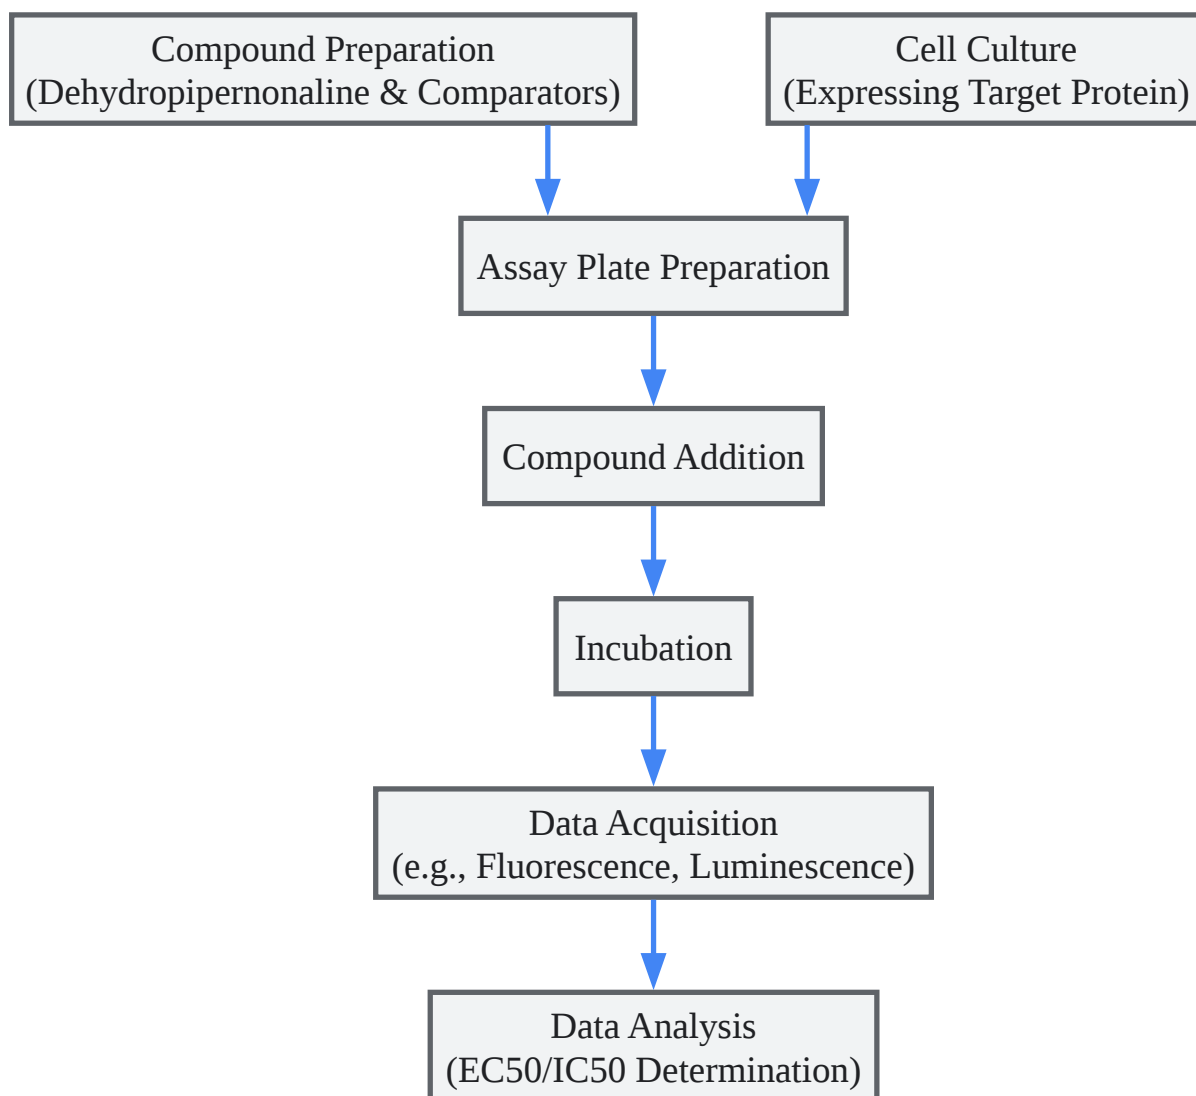 Compound Preparation
(Dehydropipernonaline & Comparators)
Cell Culture
(Expressing Target Protein)
Assay Plate Preparation
Compound Addition
Incubation
Data Acquisition
(e.g., Fluorescence, Luminescence)
Data Analysis
(EC50/IC50 Determination)